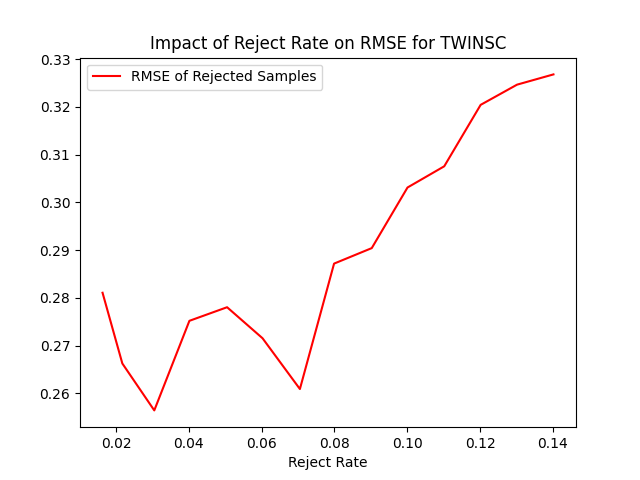 Impact of Reject Rate on RMSE for TWINSC
RMSE of Rejected Samples
0.33
0.32
0.31
0.30
0.29
0.28
0.27
0.26
0.02 0.04 0.06 0.08 0.10 0.12 0.14
Reject Rate